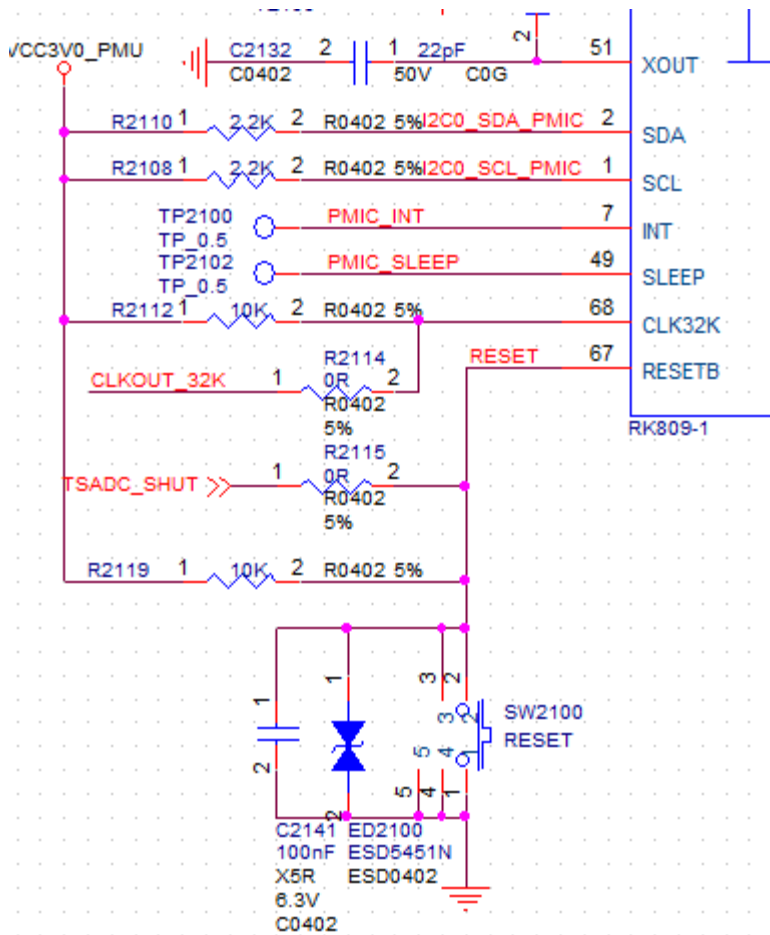 VCC3V0_PMU
C2132 2 1 22pF 2 51 XOUT
C0402 50V C0G
R2110 1 2.2K 2 R0402 5% I2C0_SDA_PMIC 2 SDA
R2108 1 2.2K 2 R0402 5% I2C0_SCL_PMIC 1 SCL
TP2100 PMIC_INT 7 INT
TP_0.5
TP2102 PMIC_SLEEP 49 SLEEP
TP_0.5
R2112 1 10K 2 R0402 5% 68 CLK32K
RESET 67 RESETB
RK809-1
CLKOUT_32K 1 R2114 2
0R
R0402
5%
TSADC_SHUT 1 R2115 2
0R
R0402
5%
R2119 1 10K 2 R0402 5%
1 1 3 2
3 2 SW2100
5 4 1 RESET
2 2 5 4 1
C2141 ED2100
100nF ESD5451N
X5R ESD0402
6.3V
C0402